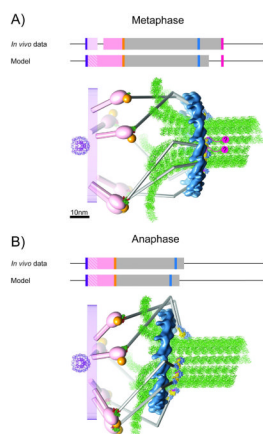 A)
Metaphase
In vivo data
Model
10nm
B)
Anaphase
In vivo data
Model